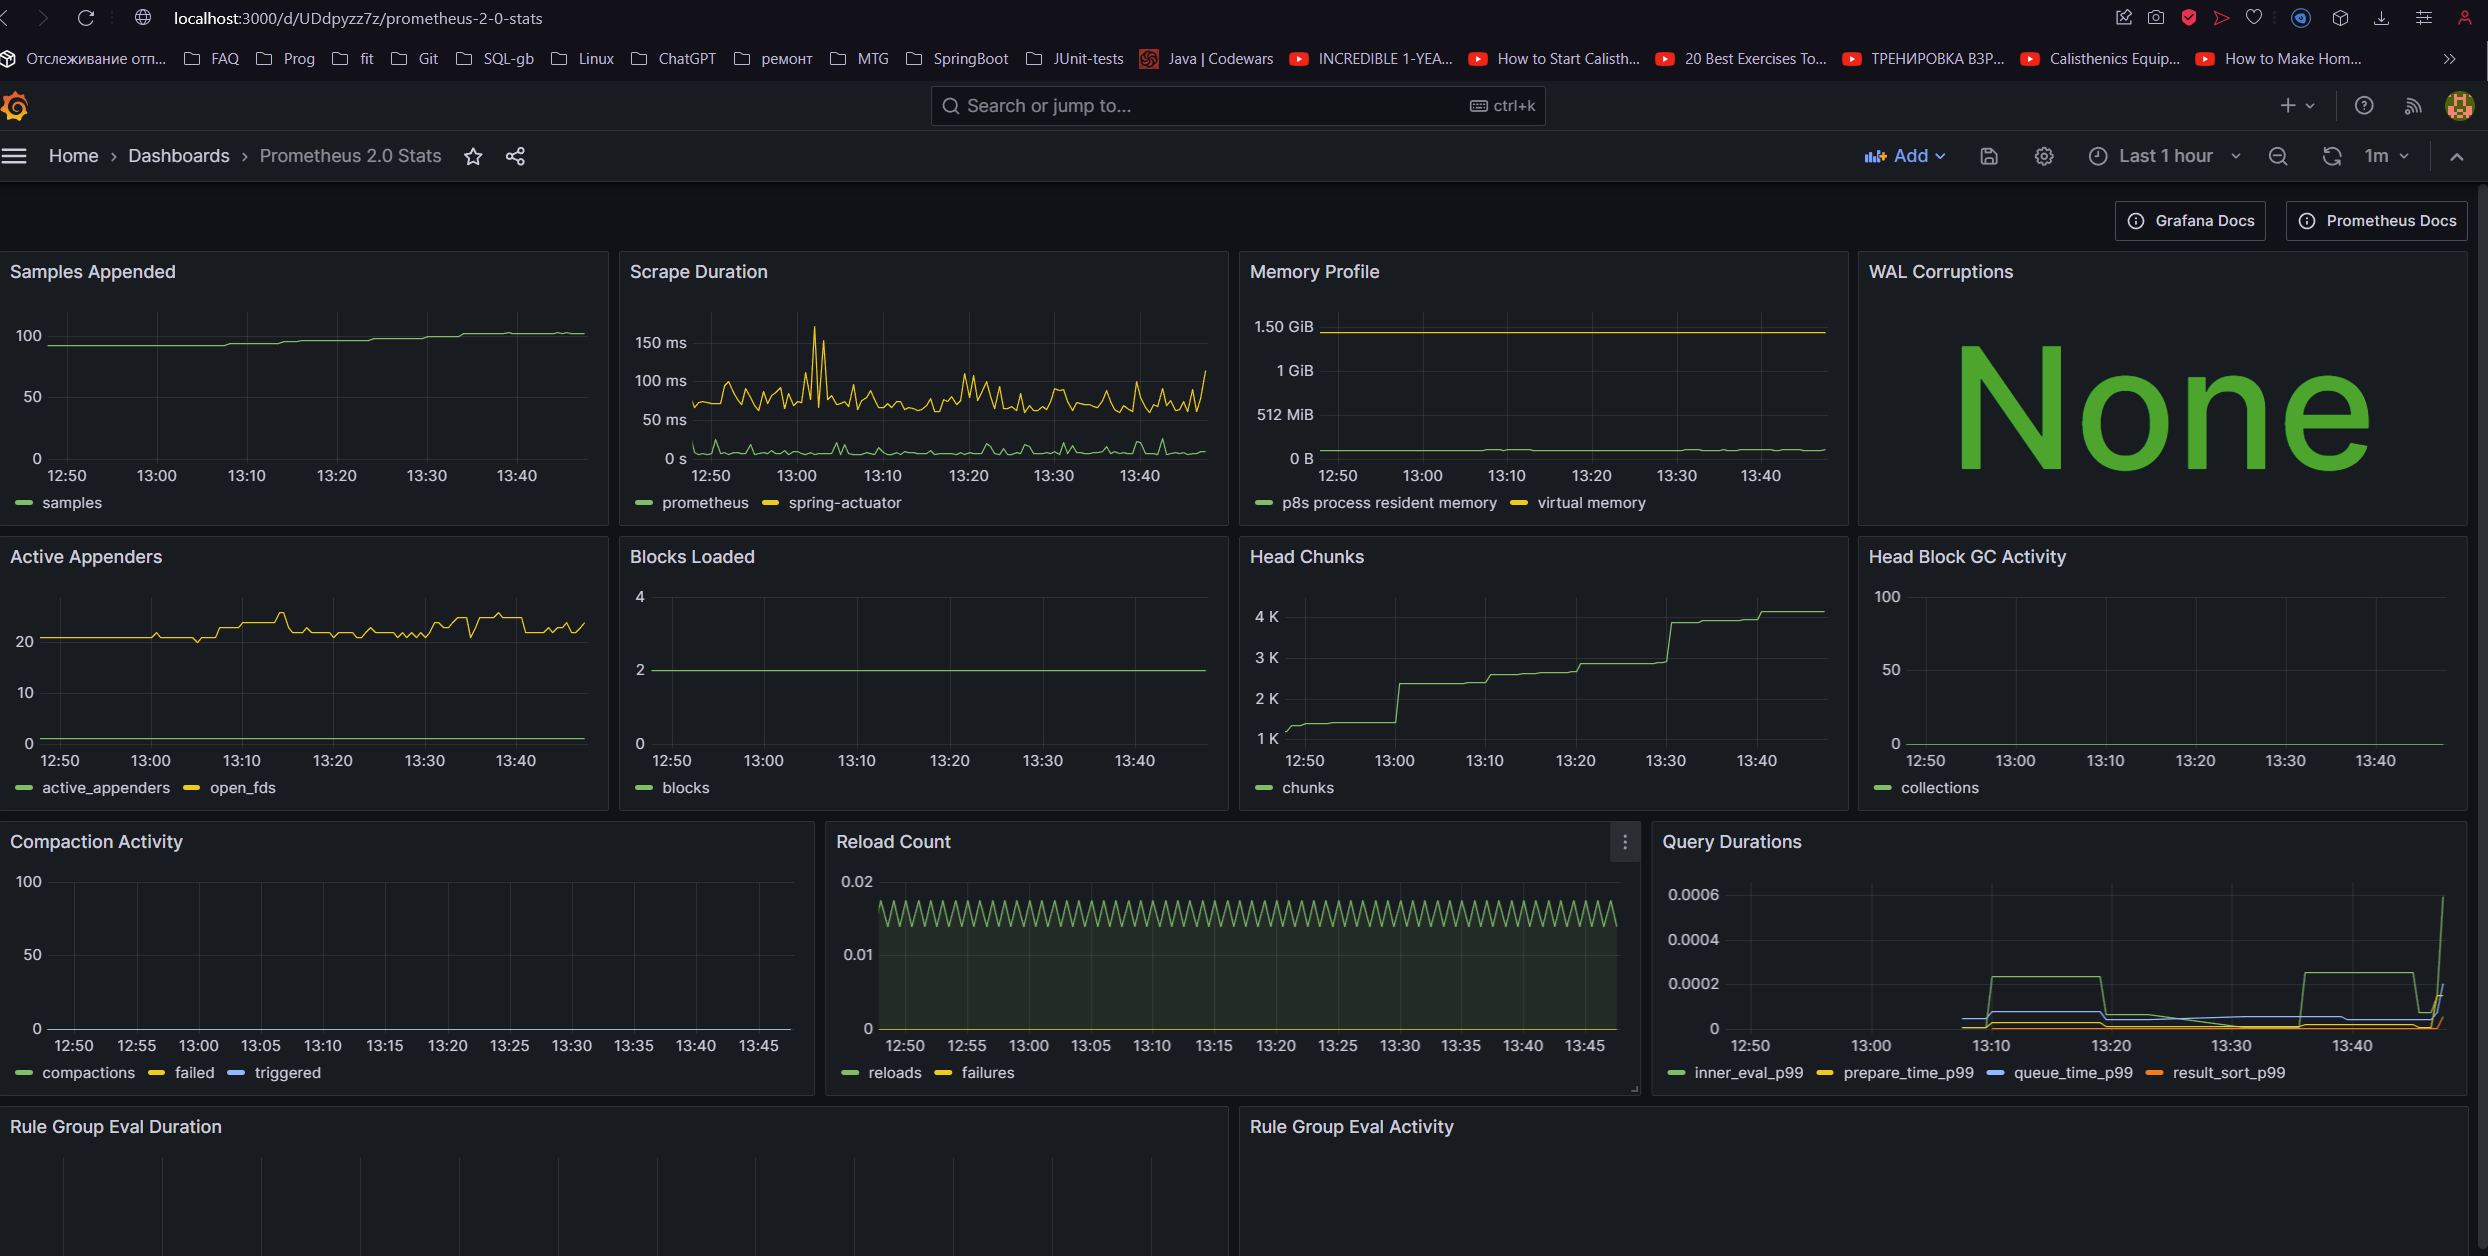 localhost:3000/d/UDdpyzz7z/prometheus-2-0-stats
Отслеживание отп... FAQ Prog fit Git SQL-gb Linux ChatGPT ремонт MTG SpringBoot JUnit-tests Java | Codewars INCREDIBLE 1-YEA... How to Start Calisth... 20 Best Exercises To... ТРЕНИРОВКА ВЗР... Calisthenics Equip... How to Make Hom...
Search or jump to... ctrl+k
Home › Dashboards › Prometheus 2.0 Stats Add Last 1 hour 1m
Grafana Docs Prometheus Docs
Samples Appended
100
50
0
12:50 13:00 13:10 13:20 13:30 13:40
samples
Scrape Duration
150 ms
100 ms
50 ms
0 s
12:50 13:00 13:10 13:20 13:30 13:40
prometheus spring-actuator
Memory Profile
1.50 GiB
1 GiB
512 MiB
0 B
12:50 13:00 13:10 13:20 13:30 13:40
p8s process resident memory virtual memory
WAL Corruptions
None
Active Appenders
20
10
0
12:50 13:00 13:10 13:20 13:30 13:40
active_appenders open_fds
Blocks Loaded
4
2
0
12:50 13:00 13:10 13:20 13:30 13:40
blocks
Head Chunks
4 K
3 K
2 K
1 K
12:50 13:00 13:10 13:20 13:30 13:40
chunks
Head Block GC Activity
100
50
0
12:50 13:00 13:10 13:20 13:30 13:40
collections
Compaction Activity
100
50
0
12:50 12:55 13:00 13:05 13:10 13:15 13:20 13:25 13:30 13:35 13:40 13:45
compactions failed triggered
Reload Count
0.02
0.01
0
12:50 12:55 13:00 13:05 13:10 13:15 13:20 13:25 13:30 13:35 13:40 13:45
reloads failures
Query Durations
0.0006
0.0004
0.0002
0
12:50 13:00 13:10 13:20 13:30 13:40
inner_eval_p99 prepare_time_p99 queue_time_p99 result_sort_p99
Rule Group Eval Duration
Rule Group Eval Activity